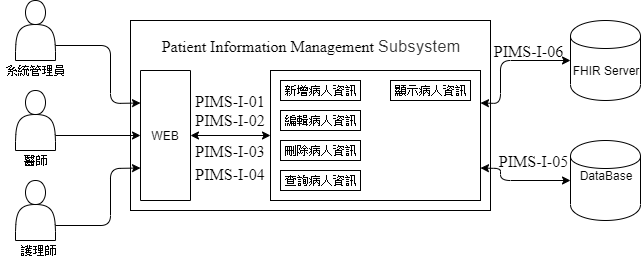 Patient Information Management Subsystem
系統管理員
醫師
護理師
WEB
PIMS-I-01
PIMS-I-02
PIMS-I-03
PIMS-I-04
新增病人資訊
編輯病人資訊
刪除病人資訊
查詢病人資訊
顯示病人資訊
PIMS-I-06
FHIR Server
PIMS-I-05
DataBase